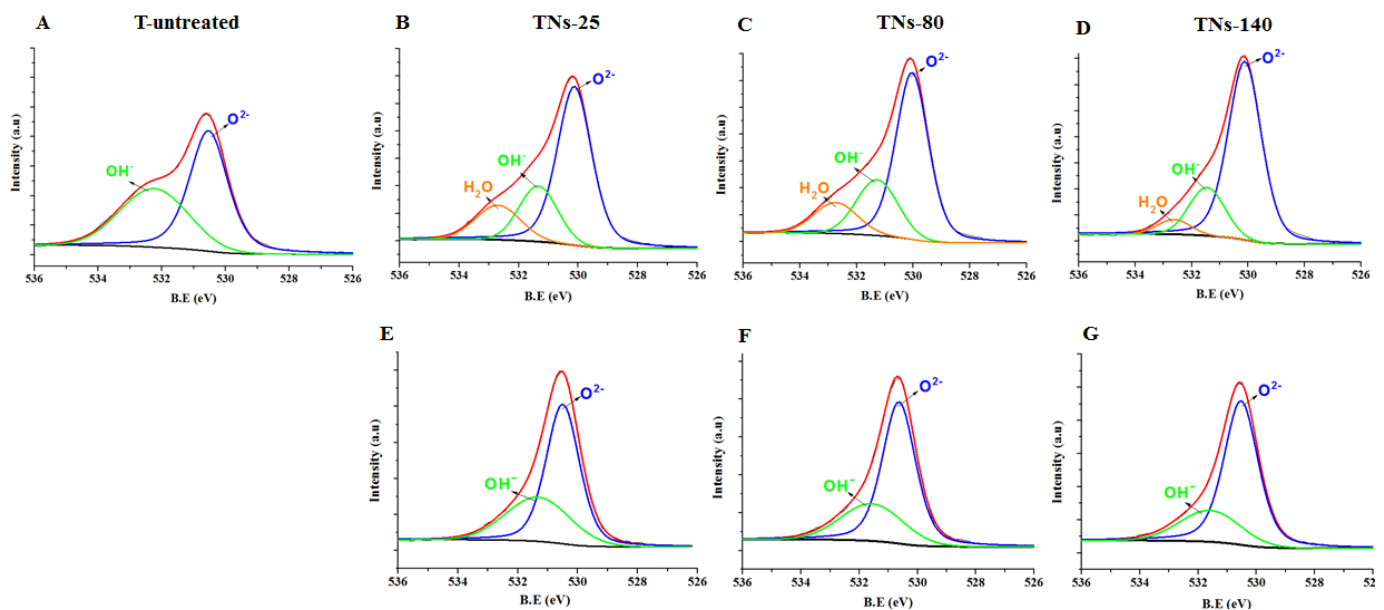 A T-untreated B TNs-25 C TNs-80 D TNs-140
Intensity (a.u)
OH⁻
O²⁻
536 534 532 530 528 526
B.E (eV)
Intensity (a.u)
H₂O
OH⁻
O²⁻
536 534 532 530 528 526
B.E (eV)
Intensity (a.u)
H₂O
OH⁻
O²⁻
536 534 532 530 528 526
B.E (eV)
Intensity (a.u)
H₂O
OH⁻
O²⁻
536 534 532 530 528 526
B.E (eV)
E F G
Intensity (a.u)
OH⁻
O²⁻
536 534 532 530 528 526
B.E (eV)
Intensity (a.u)
OH⁻
O²⁻
536 534 532 530 528 526
B.E (eV)
Intensity (a.u)
OH⁻
O²⁻
536 534 532 530 528 52
B.E (eV)